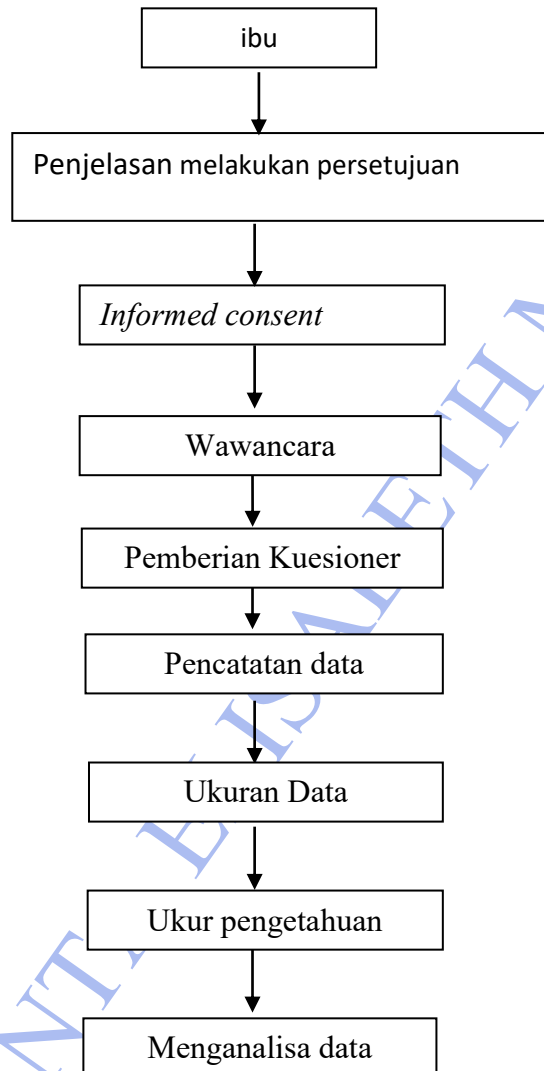 ibu
Penjelasan melakukan persetujuan
Informed consent
Wawancara
Pemberian Kuesioner
Pencatatan data
Ukuran Data
Ukur pengetahuan
Menganalisa data